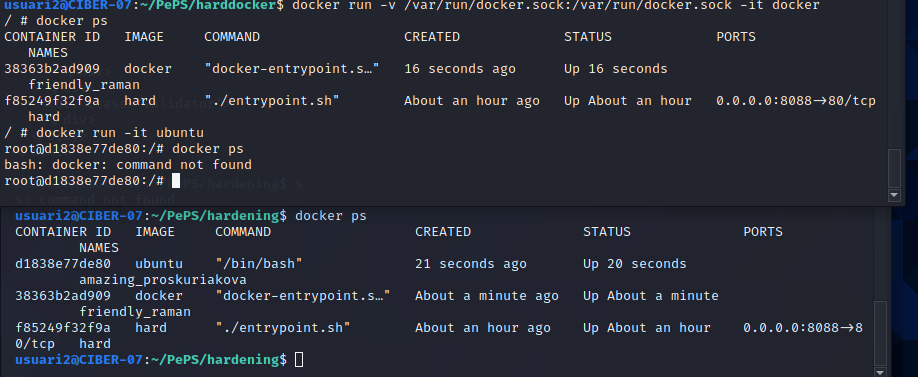 usuari2@CIBER-07:~/PePS/harddocker$ docker run -v /var/run/docker.sock:/var/run/docker.sock -it docker
/ # docker ps
CONTAINER ID   IMAGE     COMMAND                  CREATED             STATUS              PORTS
   NAMES
38363b2ad909   docker    "docker-entrypoint.s…"   16 seconds ago      Up 16 seconds
   friendly_raman
f85249f32f9a   hard      "./entrypoint.sh"        About an hour ago   Up About an hour   0.0.0.0:8088→80/tcp
   hard
/ # docker run -it ubuntu
root@d1838e77de80:/# docker ps
bash: docker: command not found
root@d1838e77de80:/#
usuari2@CIBER-07:~/PePS/hardening$ docker ps
CONTAINER ID   IMAGE     COMMAND                  CREATED              STATUS              PORTS
        NAMES
d1838e77de80   ubuntu    "/bin/bash"              21 seconds ago       Up 20 seconds
        amazing_proskuriakova
38363b2ad909   docker    "docker-entrypoint.s…"   About a minute ago   Up About a minute
        friendly_raman
f85249f32f9a   hard      "./entrypoint.sh"        About an hour ago    Up About an hour    0.0.0.0:8088→8
0/tcp   hard
usuari2@CIBER-07:~/PePS/hardening$